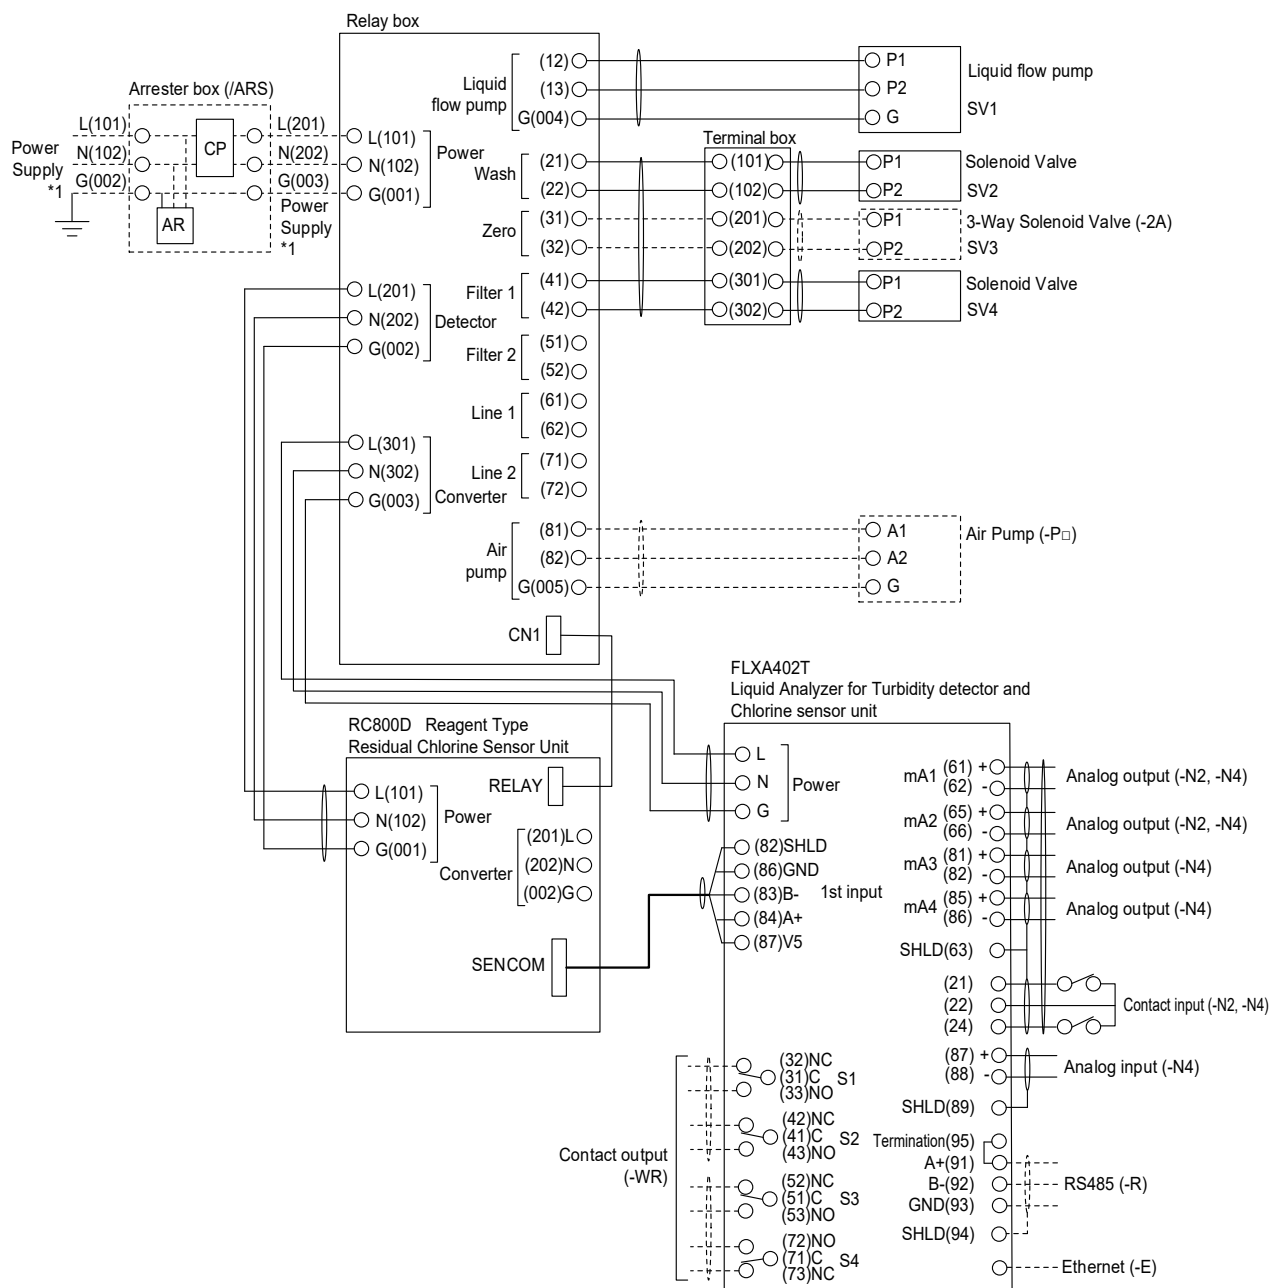 Relay box
Arrester box (/ARS)
L(101)
N(102)
G(002)
Power
Supply
*1
CP
AR
L(201)
N(202)
G(003)
Power
Supply
*1
L(101)
N(102)
G(001)
Power
L(201)
N(202)
G(002)
Detector
L(301)
N(302)
G(003)
Converter
Liquid
flow pump
(12)
(13)
G(004)
Wash
(21)
(22)
Zero
(31)
(32)
Filter 1
(41)
(42)
Filter 2
(51)
(52)
Line 1
(61)
(62)
Line 2
(71)
(72)
Air
pump
(81)
(82)
G(005)
CN1
Terminal box
(101)
(102)
(201)
(202)
(301)
(302)
P1
P2
G
Liquid flow pump
SV1
P1
P2
Solenoid Valve
SV2
P1
P2
3-Way Solenoid Valve (-2A)
SV3
P1
P2
Solenoid Valve
SV4
A1
A2
G
Air Pump (-P□)
RC800D Reagent Type
Residual Chlorine Sensor Unit
L(101)
N(102)
G(001)
Power
RELAY
Converter
(201)L
(202)N
(002)G
SENCOM
FLXA402T
Liquid Analyzer for Turbidity detector and
Chlorine sensor unit
L
N
G
Power
(82)SHLD
(86)GND
(83)B-
(84)A+
(87)V5
1st input
mA1 (61) +
(62) -
Analog output (-N2, -N4)
mA2 (65) +
(66) -
Analog output (-N2, -N4)
mA3 (81) +
(82) -
Analog output (-N4)
mA4 (85) +
(86) -
Analog output (-N4)
SHLD(63)
(21)
(22)
(24)
Contact input (-N2, -N4)
(87) +
(88) -
Analog input (-N4)
SHLD(89)
Termination(95)
A+(91)
B-(92)
GND(93)
SHLD(94)
RS485 (-R)
Ethernet (-E)
Contact output
(-WR)
(32)NC
(31)C S1
(33)NO
(42)NC
(41)C S2
(43)NO
(52)NC
(51)C S3
(53)NO
(72)NO
(71)C S4
(73)NC